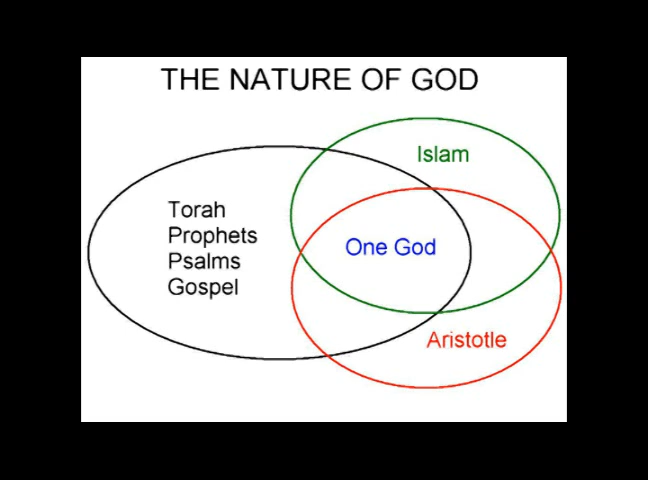 THE NATURE OF GOD
Islam
Torah
Prophets
Psalms
Gospel
One God
Aristotle